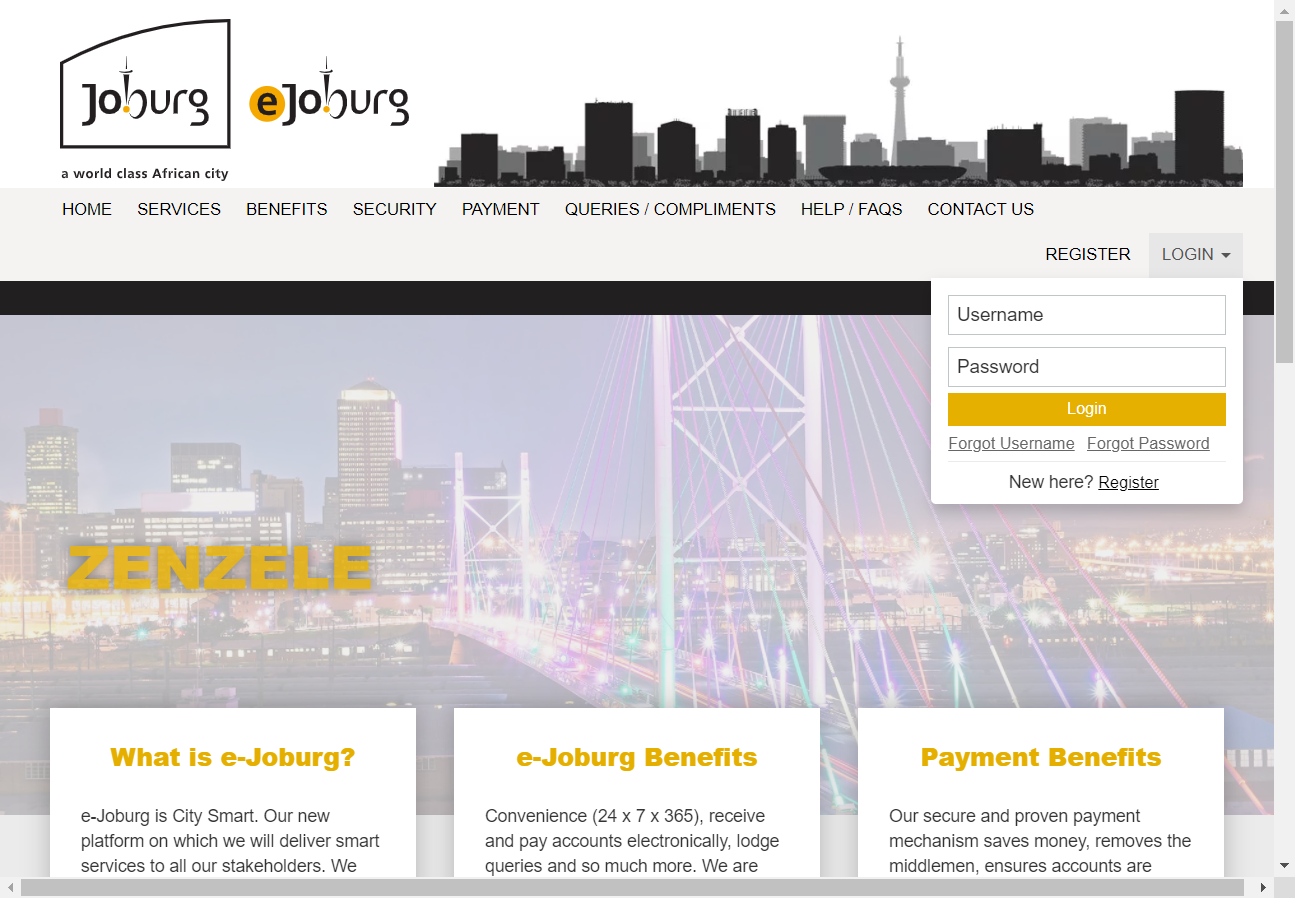 Joburg
eJoburg
a world class African city
HOME SERVICES BENEFITS SECURITY PAYMENT QUERIES / COMPLIMENTS HELP / FAQS CONTACT US
REGISTER LOGIN
Username
Password
Login
Forgot Username Forgot Password
New here? Register
ZENZELE
What is e-Joburg?
e-Joburg is City Smart. Our new
platform on which we will deliver smart
services to all our stakeholders. We
e-Joburg Benefits
Convenience (24 x 7 x 365), receive
and pay accounts electronically, lodge
queries and so much more. We are
Payment Benefits
Our secure and proven payment
mechanism saves money, removes the
middlemen, ensures accounts are